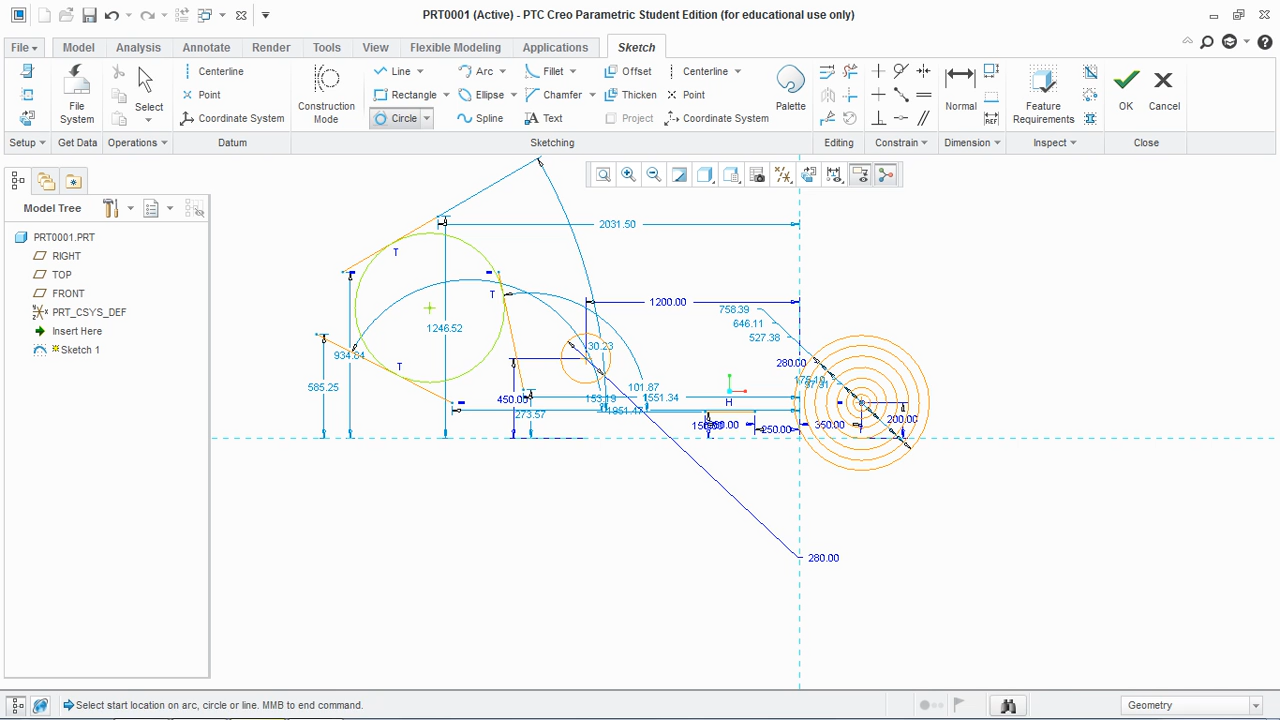 PRT0001 (Active) - PTC Creo Parametric Student Edition (for educational use only)
File Model Analysis Annotate Render Tools View Flexible Modeling Applications Sketch
Centerline Line Arc Fillet Offset Centerline
Point Rectangle Ellipse Chamfer Thicken Point
File System Select Coordinate System Construction Mode Circle Spline Text Project Coordinate System Palette Normal Feature Requirements OK Cancel
Setup Get Data Operations Datum Sketching Editing Constrain Dimension Inspect Close
Model Tree
PRT0001.PRT
RIGHT
TOP
FRONT
PRT_CSYS_DEF
Insert Here
Sketch 1
2031.50
T
T
1200.00
758.39
646.11
527.38
1246.52
30.23
934.84
280.00
T
585.25
101.87
153.19
1551.34
450.00
H
273.57
250.00
350.00
200.00
280.00
Select start location on arc, circle or line. MMB to end command.
Geometry